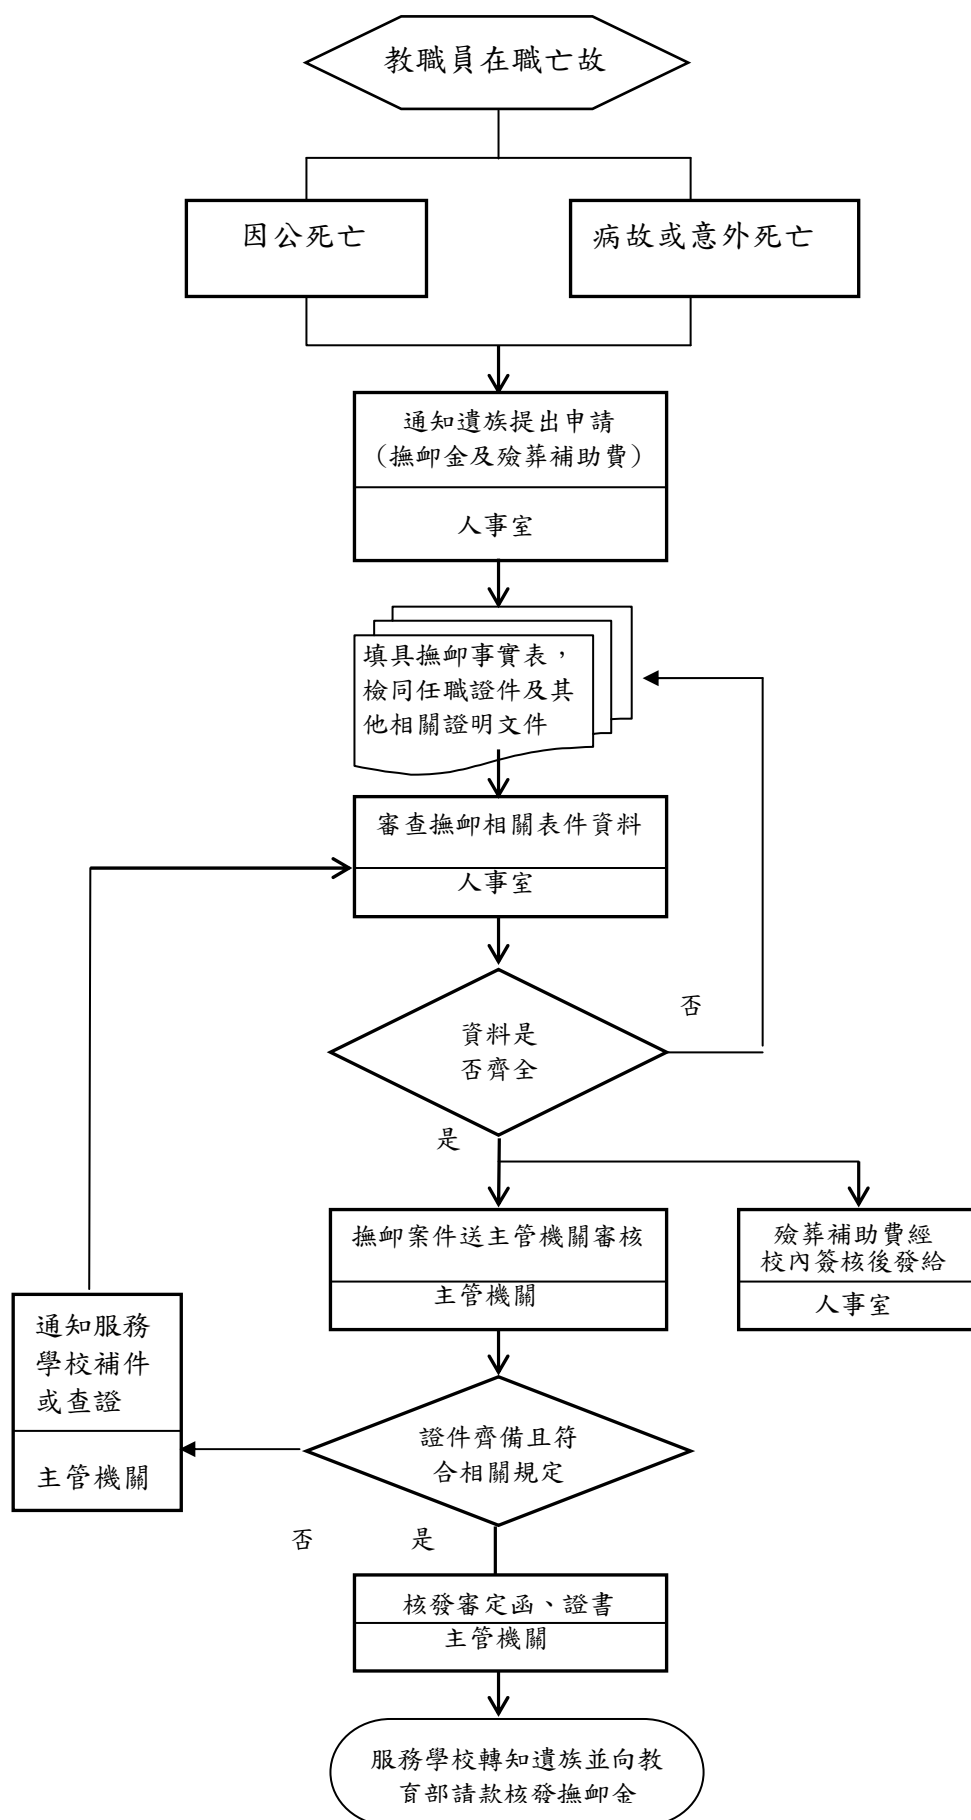 教職員在職亡故
因公死亡
病故或意外死亡
通知遺族提出申請
（撫卹金及殮葬補助費）
人事室
填具撫卹事實表，
檢同任職證件及其
他相關證明文件
審查撫卹相關表件資料
人事室
資料是
否齊全
否
是
撫卹案件送主管機關審核
主管機關
殮葬補助費經
校內簽核後發給
人事室
通知服務
學校補件
或查證
主管機關
證件齊備且符
合相關規定
否
是
核發審定函、證書
主管機關
服務學校轉知遺族並向教
育部請款核發撫卹金